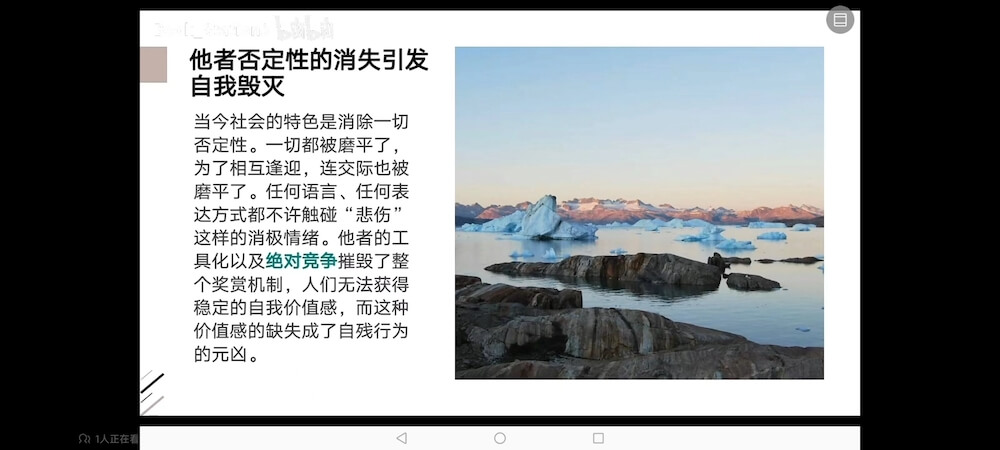 他者否定性的消失引发
自我毁灭
当今社会的特色是消除一切
否定性。一切都被磨平了，
为了相互逢迎，连交际也被
磨平了。任何语言、任何表
达方式都不许触碰“悲伤”
这样的消极情绪。他者的工
具化以及绝对竞争摧毁了整
个奖赏机制，人们无法获得
稳定的自我价值感，而这种
价值感的缺失成了自残行为
的元凶。
1人正在看